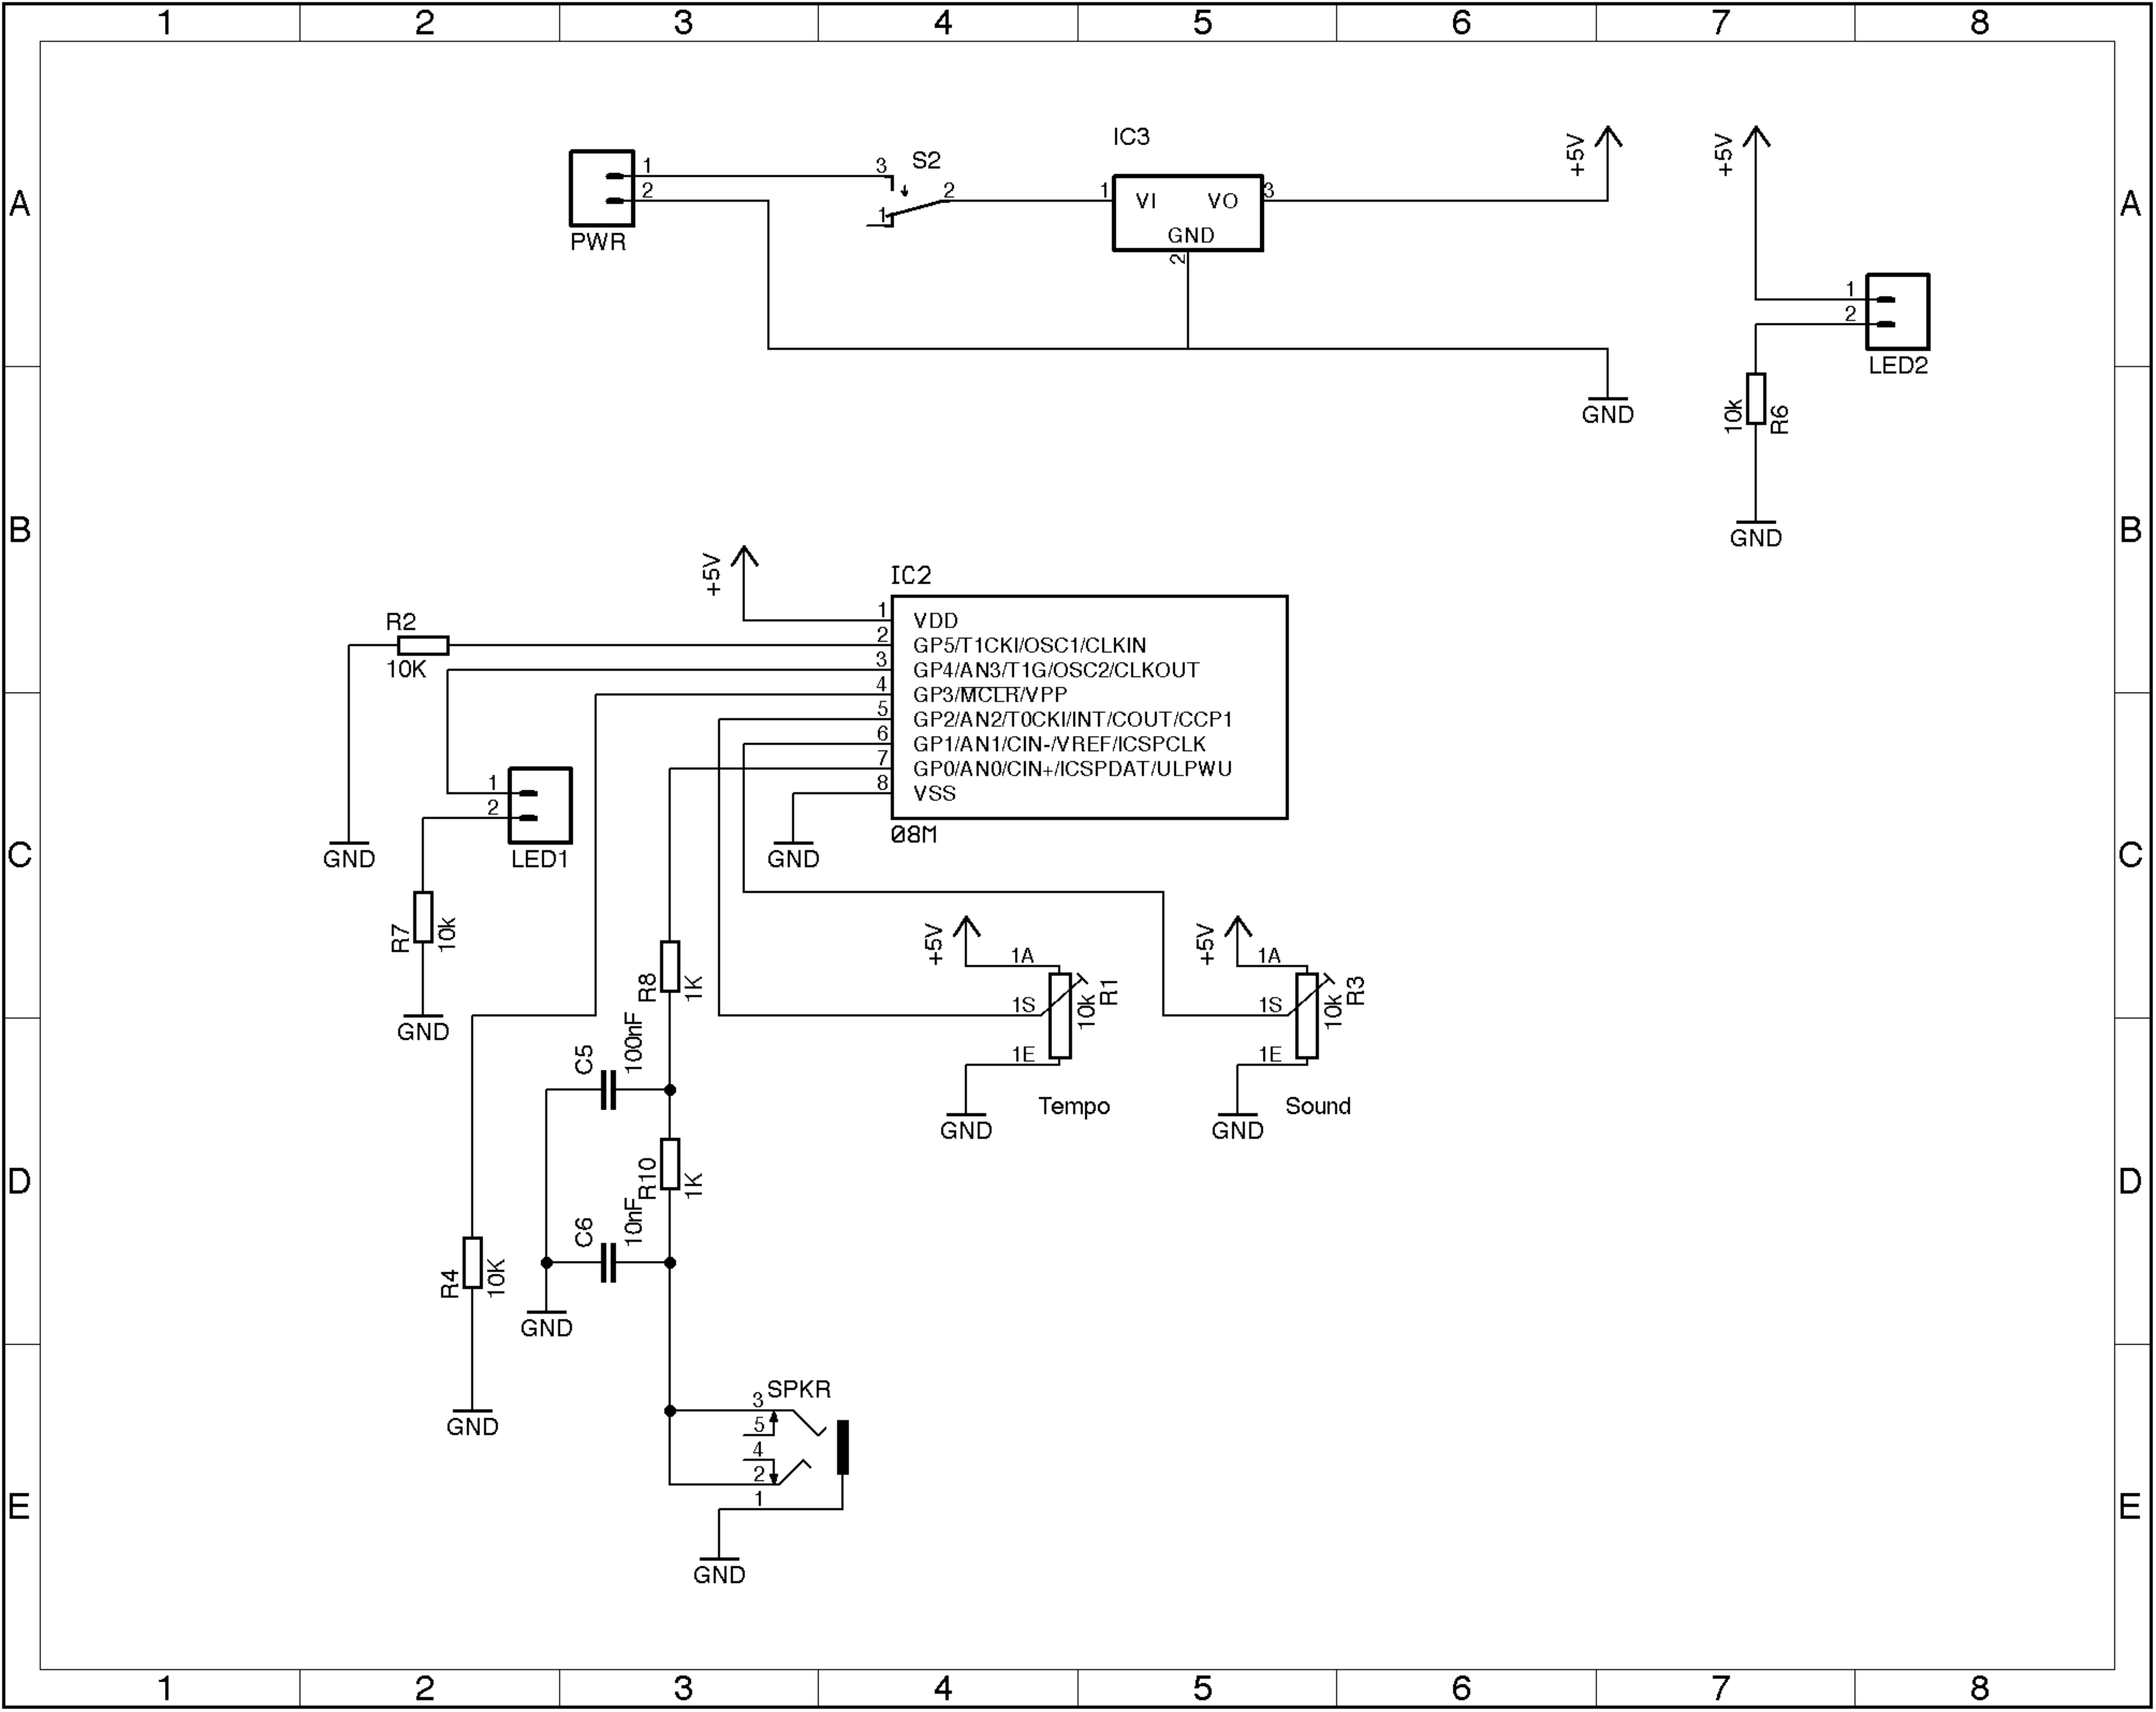 1 2 3 4 5 6 7 8
A A
IC3
S2
PWR
1
2
3
2
1
1 VI VO 3
GND
2
+5V
+5V
1
2
LED2
GND
10k R6
GND
B B
+5V
IC2
1 VDD
2 GP5/T1CKI/OSC1/CLKIN
3 GP4/AN3/T1G/OSC2/CLKOUT
4 GP3/MCLR/VPP
5 GP2/AN2/T0CKI/INT/COUT/CCP1
6 GP1/AN1/CIN-/VREF/ICSPCLK
7 GP0/AN0/CIN+/ICSPDAT/ULPWU
8 VSS
08M
R2
10K
GND
1
2
LED1
GND
C C
R7 10k
GND
R8 1K
+5V
1A
1S
1E
10k R1
GND
Tempo
+5V
1A
1S
1E
10k R3
GND
Sound
C5 100nF
D D
R10 1K
C6 10nF
R4 10K
GND
GND
3 SPKR
5
4
2
1
GND
E E
1 2 3 4 5 6 7 8